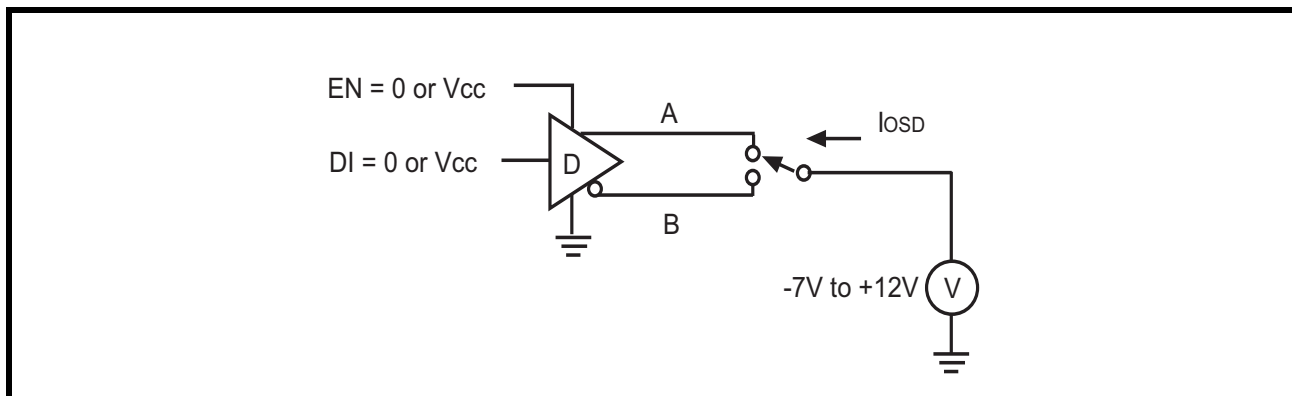 EN = 0 or Vcc
A
IOSD
DI = 0 or Vcc
D
B
-7V to +12V
V